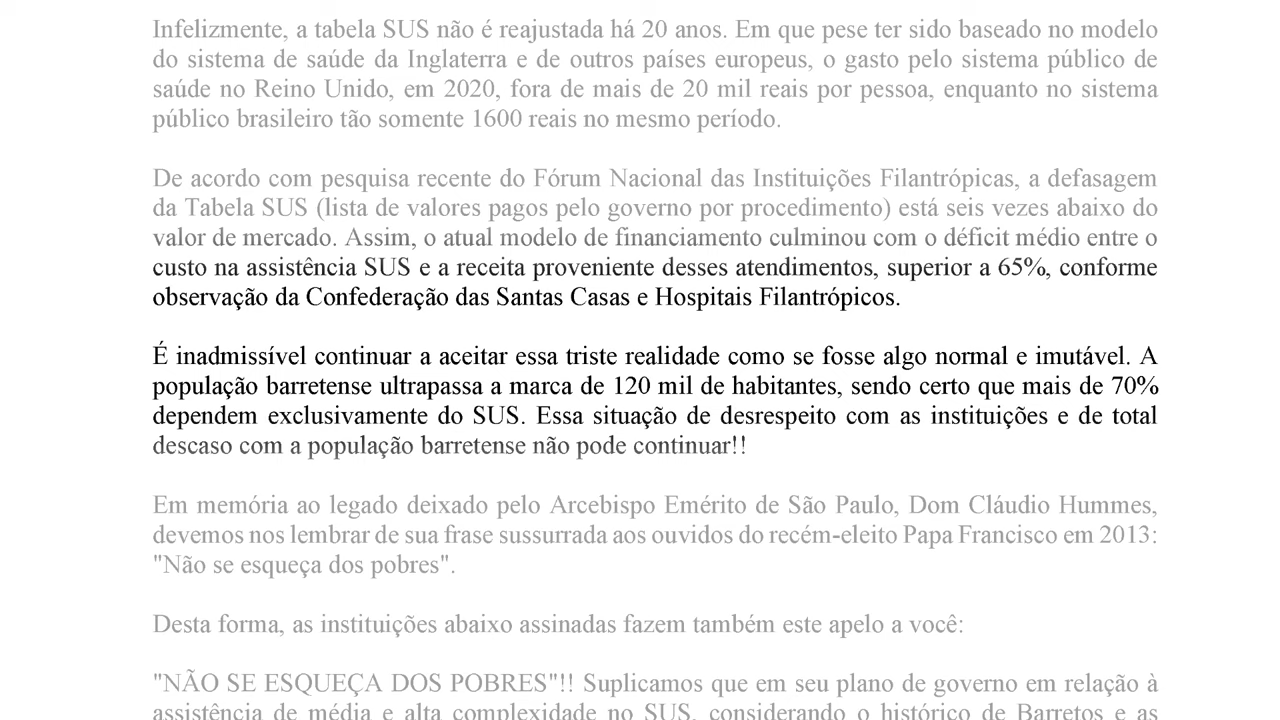 Infelizmente, a tabela SUS não é reajustada há 20 anos. Em que pese ter sido baseado no modelo
do sistema de saúde da Inglaterra e de outros países europeus, o gasto pelo sistema público de
saúde no Reino Unido, em 2020, fora de mais de 20 mil reais por pessoa, enquanto no sistema
público brasileiro tão somente 1600 reais no mesmo período.
De acordo com pesquisa recente do Fórum Nacional das Instituições Filantrópicas, a defasagem
da Tabela SUS (lista de valores pagos pelo governo por procedimento) está seis vezes abaixo do
valor de mercado. Assim, o atual modelo de financiamento culminou com o déficit médio entre o
custo na assistência SUS e a receita proveniente desses atendimentos, superior a 65%, conforme
observação da Confederação das Santas Casas e Hospitais Filantrópicos.
É inadmissível continuar a aceitar essa triste realidade como se fosse algo normal e imutável. A
população barretense ultrapassa a marca de 120 mil de habitantes, sendo certo que mais de 70%
dependem exclusivamente do SUS. Essa situação de desrespeito com as instituições e de total
descaso com a população barretense não pode continuar!!
Em memória ao legado deixado pelo Arcebispo Emérito de São Paulo, Dom Cláudio Hummes,
devemos nos lembrar de sua frase sussurrada aos ouvidos do recém-eleito Papa Francisco em 2013:
"Não se esqueça dos pobres".
Desta forma, as instituições abaixo assinadas fazem também este apelo a você:
"NÃO SE ESQUEÇA DOS POBRES"!! Suplicamos que em seu plano de governo em relação à
assistência de média e alta complexidade no SUS, considerando o histórico de Barretos e as